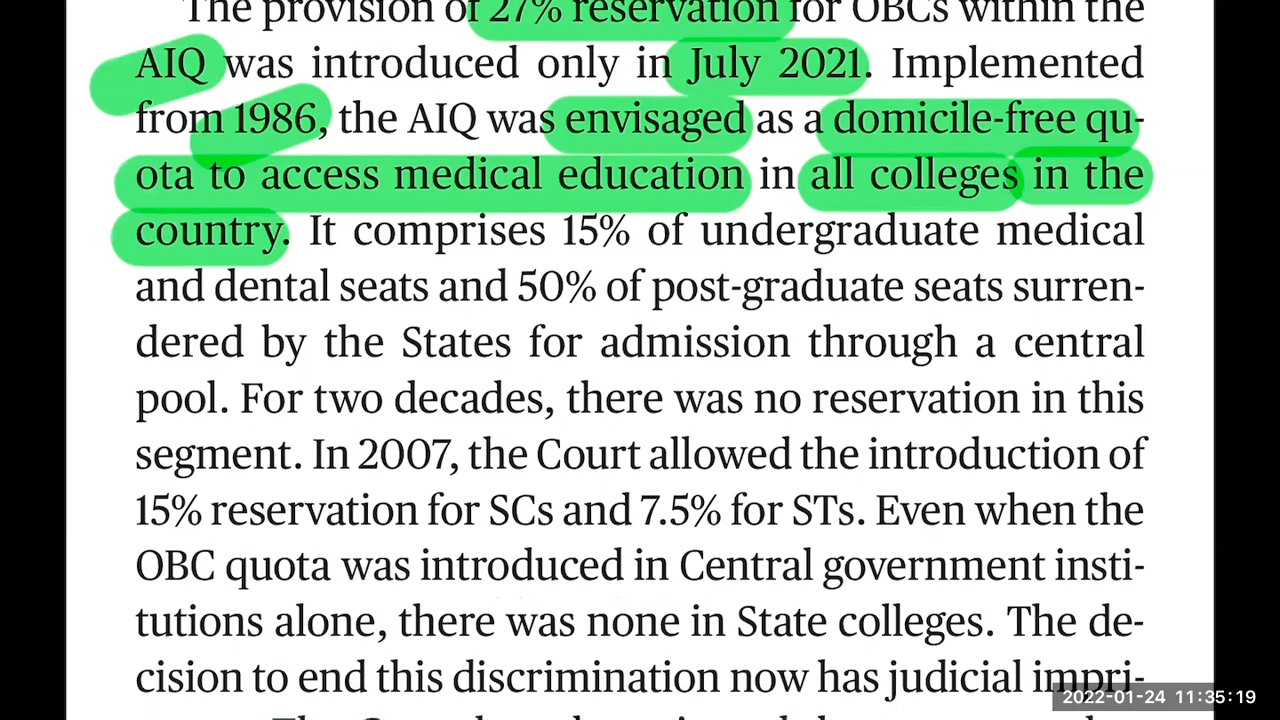 The provision of 27% reservation for OBCs within the
AIQ was introduced only in July 2021. Implemented
from 1986, the AIQ was envisaged as a domicile-free qu-
ota to access medical education in all colleges in the
country. It comprises 15% of undergraduate medical
and dental seats and 50% of post-graduate seats surren-
dered by the States for admission through a central
pool. For two decades, there was no reservation in this
segment. In 2007, the Court allowed the introduction of
15% reservation for SCs and 7.5% for STs. Even when the
OBC quota was introduced in Central government insti-
tutions alone, there was none in State colleges. The de-
cision to end this discrimination now has judicial impri-
2022-01-24 11:35:19